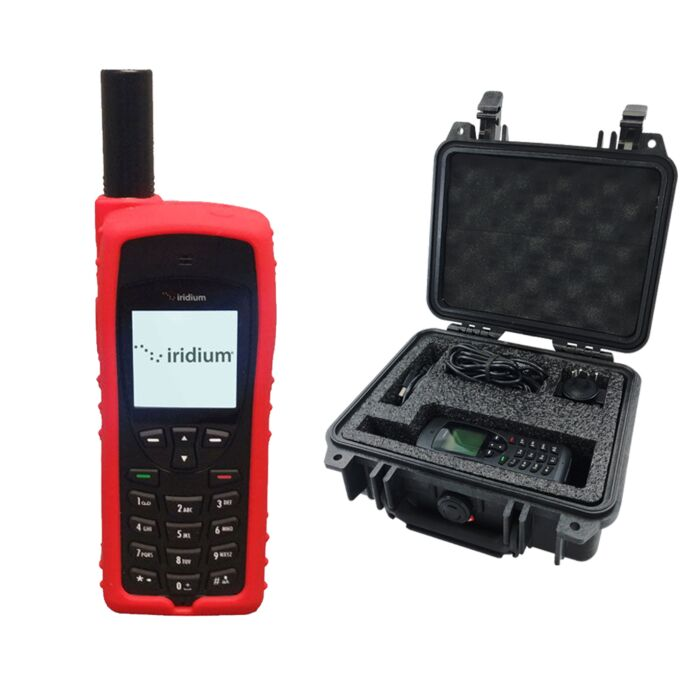 iridium
iridium
1
2 ABC
3 DEF
4 GHI
5 JKL
6 MNO
7 PQRS
8 TUV
9 WXYZ
*
0
#